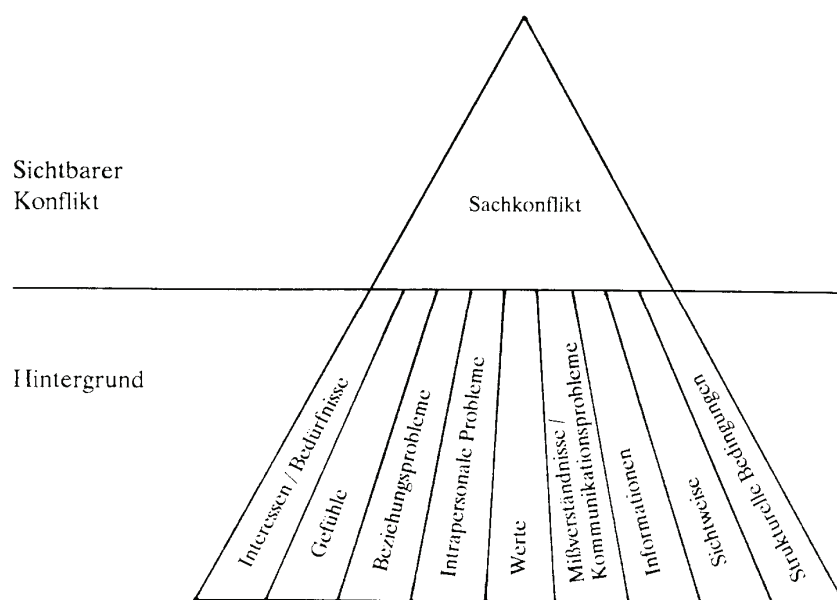 Sichtbarer
Konflikt
Sachkonflikt
Hintergrund
Interessen / Bedürfnisse
Gefühle
Beziehungsprobleme
Intrapersonale Probleme
Werte
Mißverständnisse /
Kommunikationsprobleme
Informationen
Sichtweise
Strukturelle Bedingungen